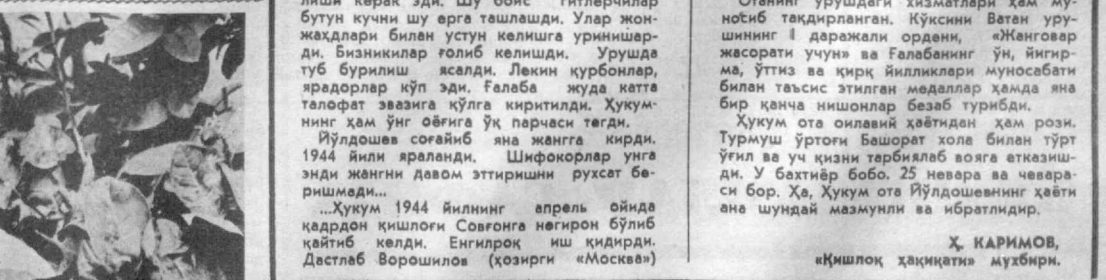 лиши керак эди. Шу боис гитлерчилар
бутун кучни шу ерга ташлашди. Улар жон-
жаҳдлари билан устун келишга уринишар-
ди. Бизникилар ғолиб келишди. Урушда
туб бурилиш ясалди. Лекин қурбонлар,
ярадорлар кўп эди. Ғалаба жуда катта
талофат эвазига қўлга киритилди. Ҳукум-
нинг ҳам ўнг оёғига ўқ парчаси тегди.
Йўлдошев соғайиб яна жангга кирди.
1944 йили яраланди. Шифокорлар унга
энди жангни давом эттиришни рухсат бе-
ришмади...
...Ҳукум 1944 йилнинг апрель ойида
қадрдон қишлоғи Совғонга ногирон бўлиб
қайтиб келди. Енгилроқ иш қидирди.
Дастлаб Ворошилов (ҳозирги «Москва»)
Отанинг урушдаги хизматлари ҳам му-
носиб тақдирланган. Кўксини Ватан уру-
шининг I даражали ордени, «Жанговар
жасорати учун» ва Ғалабанинг ўн, йигир-
ма, ўттиз ва қирқ йилликлари муносабати
билан таъсис этилган медаллар ҳамда яна
бир қанча нишонлар безаб турибди.
Ҳукум ота оилавий ҳаётидан ҳам рози.
Турмуш ўртоғи Башорат хола билан тўрт
ўғил ва уч қизни тарбиялаб вояга етказиш-
ди. У бахтиёр бобо. 25 невара ва чевара-
си бор. Ҳа, Ҳукум ота Йўлдошевнинг ҳаёти
ана шундай мазмунли ва ибратлидир.
Ҳ. КАРИМОВ,
«Қишлоқ ҳақиқати» мухбири.